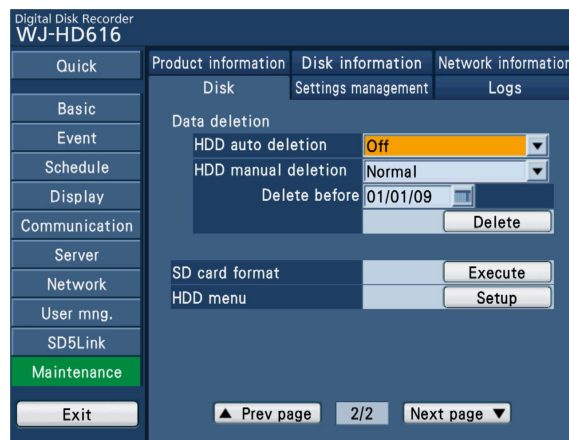 Digital Disk Recorder
WJ-HD616
Quick
Basic
Event
Schedule
Display
Communication
Server
Network
User mng.
SD5Link
Maintenance
Exit
Product information Disk information Network information
Disk Settings management Logs
Data deletion
HDD auto deletion Off
HDD manual deletion Normal
Delete before 01/01/09
Delete
SD card format Execute
HDD menu Setup
▲ Prev page 2/2 Next page ▼